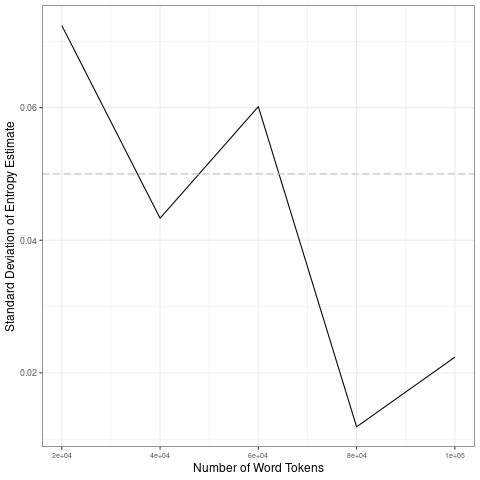 Standard Deviation of Entropy Estimate
0.06
0.04
0.02
2e+04 4e+04 6e+04 8e+04 1e+05
Number of Word Tokens